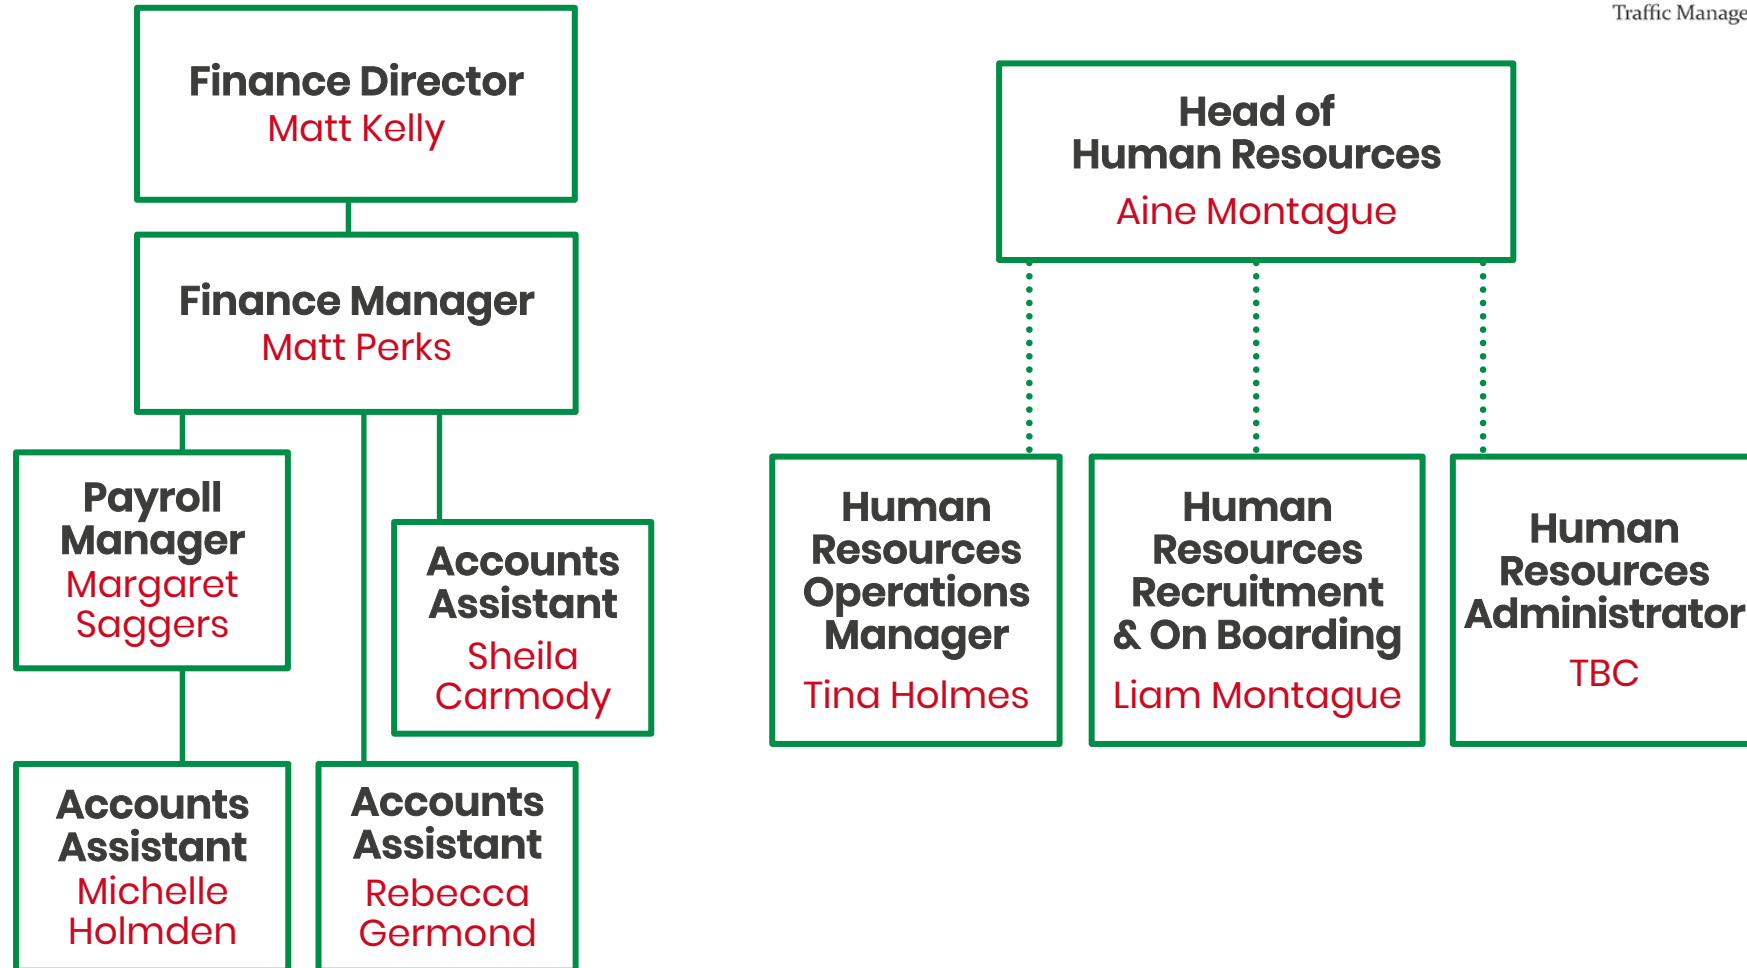 Traffic Manage
Finance Director
Matt Kelly
Finance Manager
Matt Perks
Payroll
Manager
Margaret
Saggers
Accounts
Assistant
Sheila
Carmody
Accounts
Assistant
Michelle
Holmden
Accounts
Assistant
Rebecca
Germond
Head of
Human Resources
Aine Montague
Human
Resources
Operations
Manager
Tina Holmes
Human
Resources
Recruitment
& On Boarding
Liam Montague
Human
Resources
Administrator
TBC